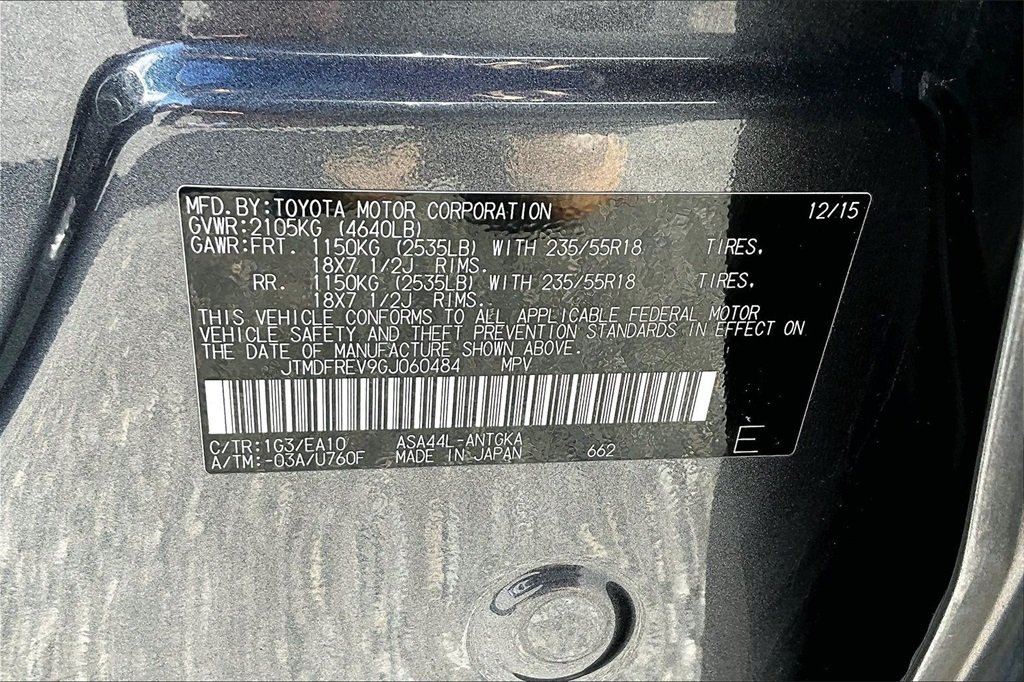 MFD.BY:TOYOTA MOTOR CORPORATION 12/15
GVWR:2105KG (4640LB)
GAWR:FRT. 1150KG (2535LB) WITH 235/55R18 TIRES,
18X7 1/2J RIMS.
RR. 1150KG (2535LB) WITH 235/55R18 TIRES,
18X7 1/2J RIMS.
THIS VEHICLE CONFORMS TO ALL APPLICABLE FEDERAL MOTOR
VEHICLE SAFETY AND THEFT PREVENTION STANDARDS IN EFFECT ON
THE DATE OF MANUFACTURE SHOWN ABOVE.
JTMDFREV9GJ060484 MPV
C/TR:1G3/EA10 ASA44L-ANTGKA
A/TM:-03A/U760F MADE IN JAPAN 662 E